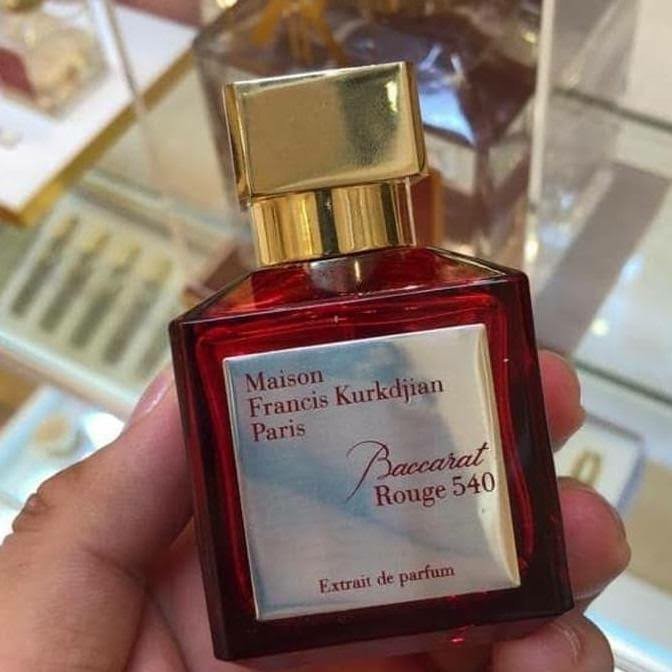 Maison
Francis Kurkdjian
Paris
Baccarat
Rouge 540
Extrait de parfum